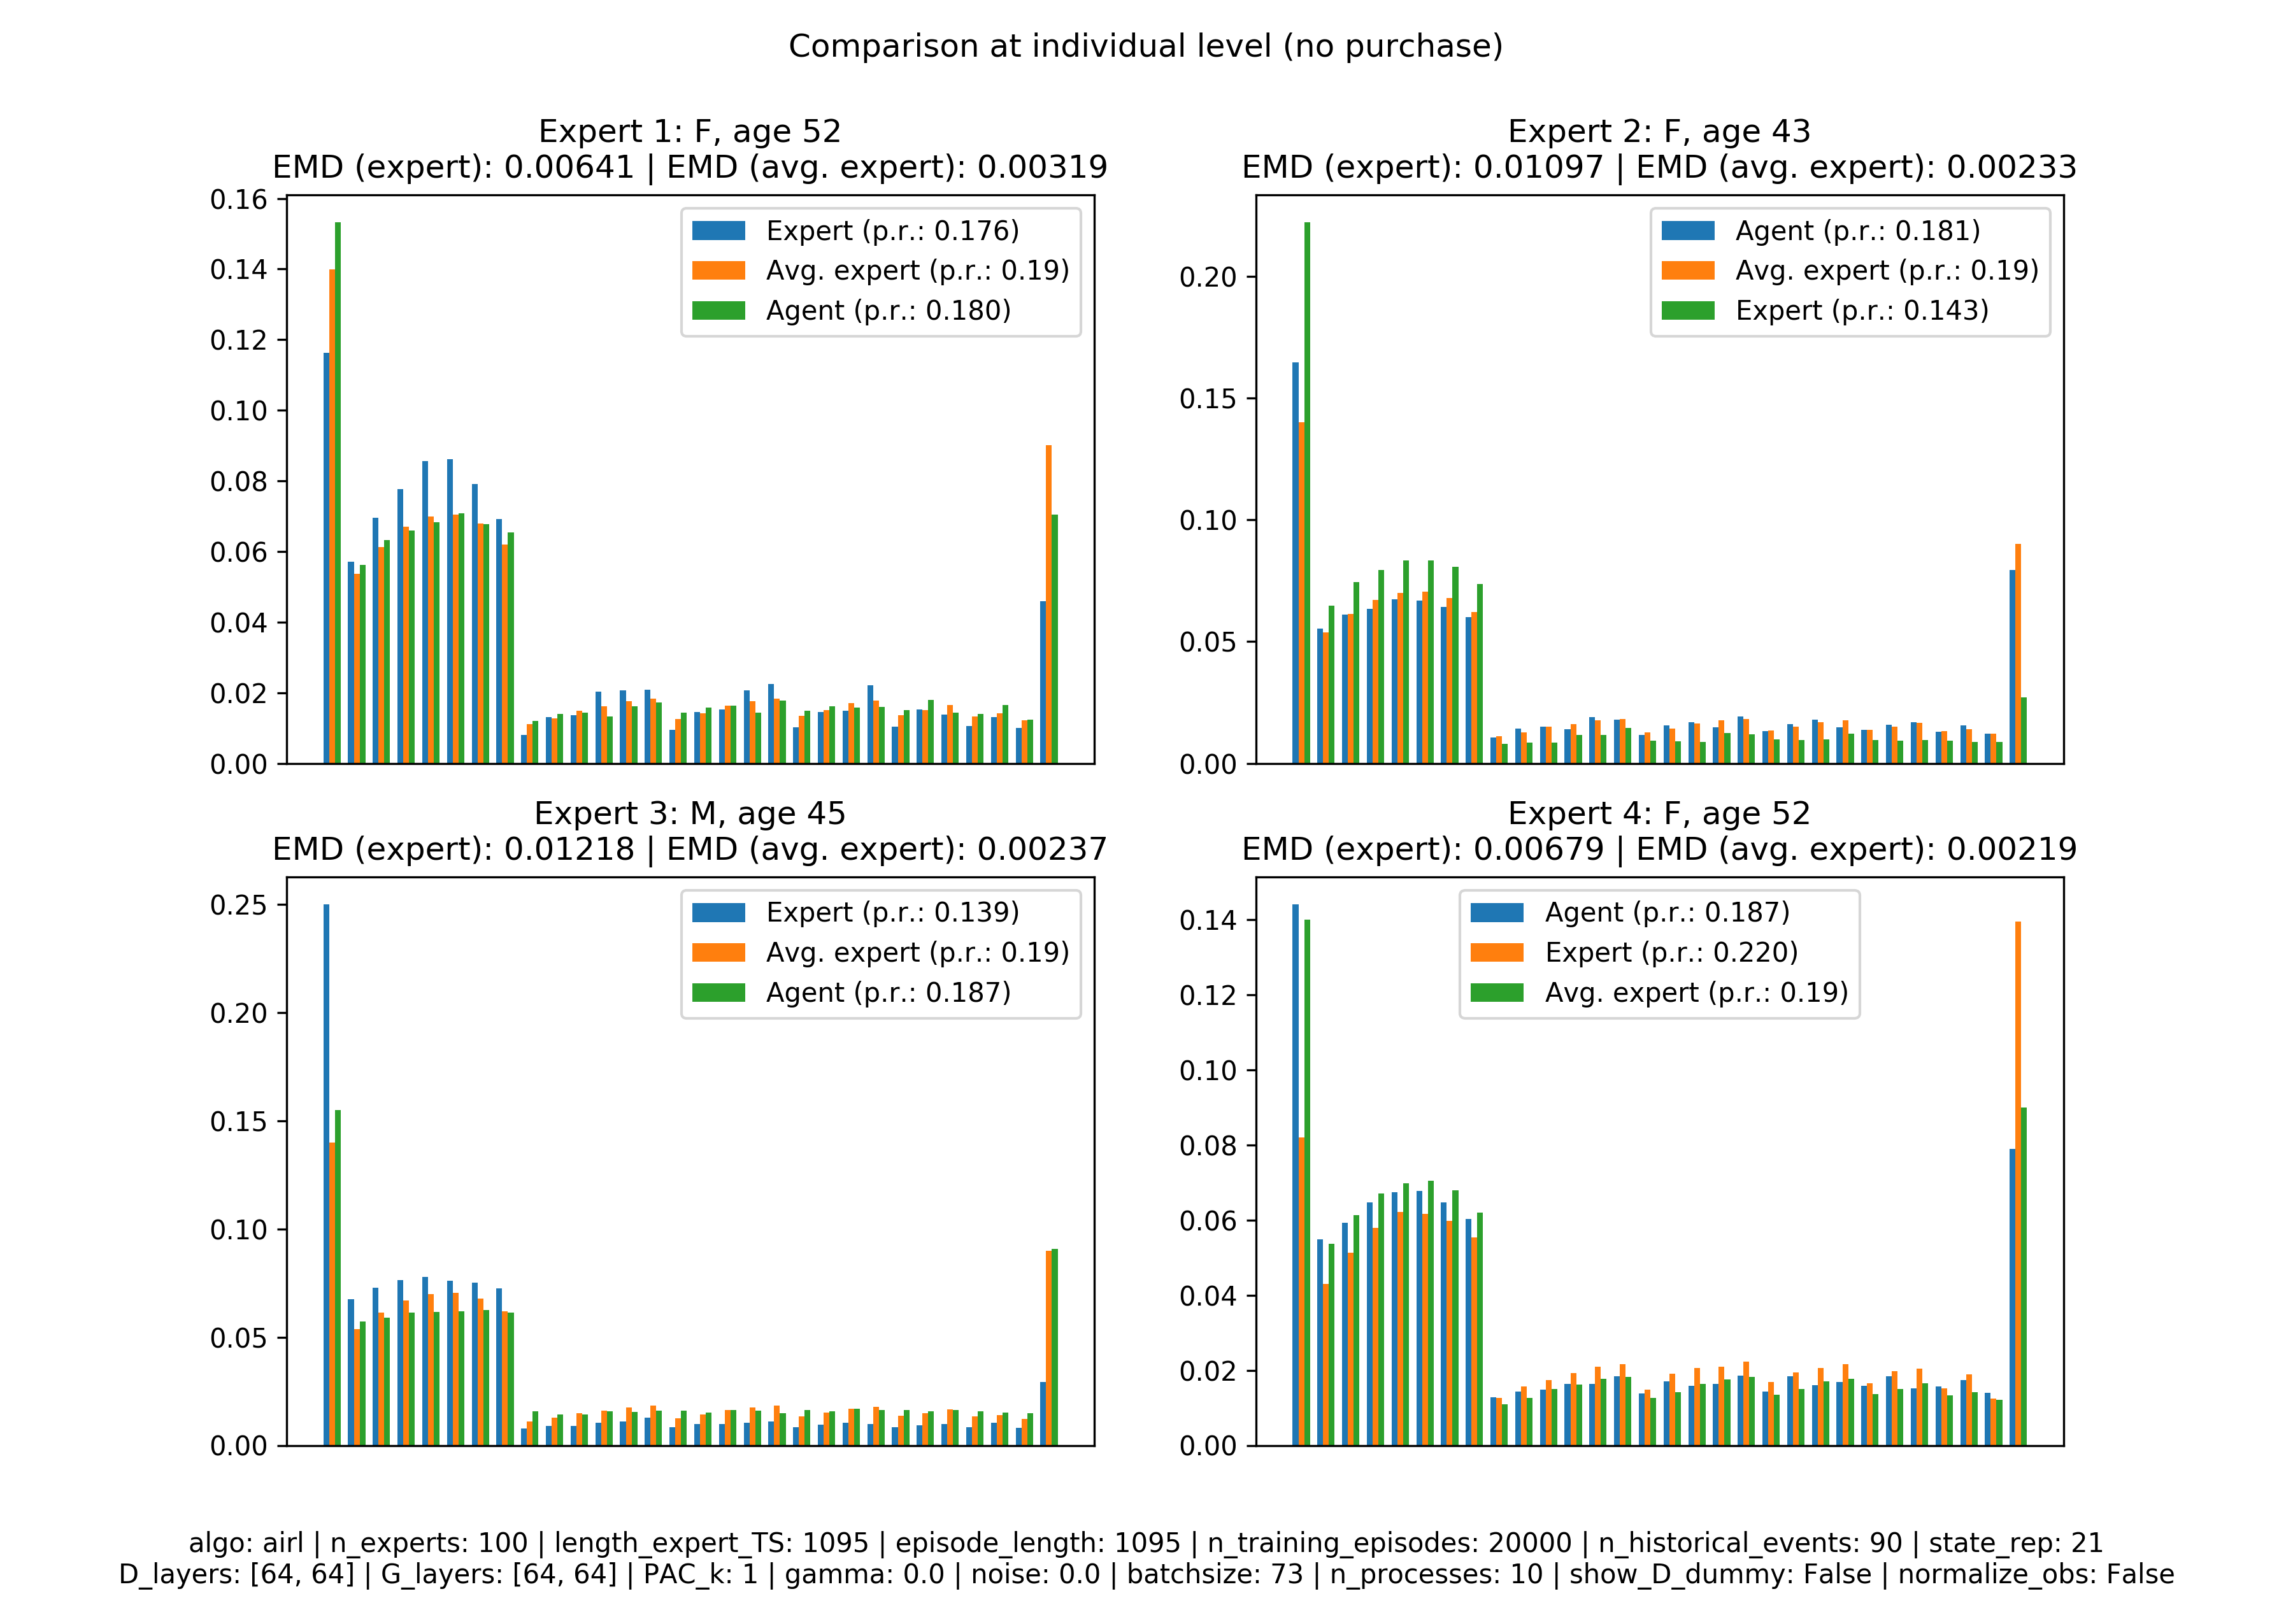 Comparison at individual level (no purchase)
Expert 1: F, age 52
EMD (expert): 0.00641 | EMD (avg. expert): 0.00319
0.16
0.14
0.12
0.10
0.08
0.06
0.04
0.02
0.00
Expert (p.r.: 0.176)
Avg. expert (p.r.: 0.19)
Agent (p.r.: 0.180)
Expert 2: F, age 43
EMD (expert): 0.01097 | EMD (avg. expert): 0.00233
0.20
0.15
0.10
0.05
0.00
Agent (p.r.: 0.181)
Avg. expert (p.r.: 0.19)
Expert (p.r.: 0.143)
Expert 3: M, age 45
EMD (expert): 0.01218 | EMD (avg. expert): 0.00237
0.25
0.20
0.15
0.10
0.05
0.00
Expert (p.r.: 0.139)
Avg. expert (p.r.: 0.19)
Agent (p.r.: 0.187)
Expert 4: F, age 52
EMD (expert): 0.00679 | EMD (avg. expert): 0.00219
0.14
0.12
0.10
0.08
0.06
0.04
0.02
0.00
Agent (p.r.: 0.187)
Expert (p.r.: 0.220)
Avg. expert (p.r.: 0.19)
algo: airl | n_experts: 100 | length_expert_TS: 1095 | episode_length: 1095 | n_training_episodes: 20000 | n_historical_events: 90 | state_rep: 21
D_layers: [64, 64] | G_layers: [64, 64] | PAC_k: 1 | gamma: 0.0 | noise: 0.0 | batchsize: 73 | n_processes: 10 | show_D_dummy: False | normalize_obs: False